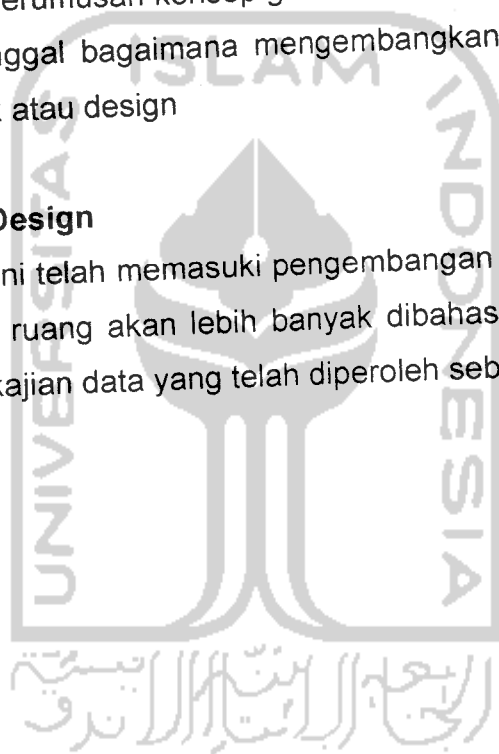 erumusan konsep g
nggal bagaimana mengembangkan
atau design
Design
ni telah memasuki pengembangan
ruang akan lebih banyak dibahas
kajian data yang telah diperoleh seb
ISLAM
UNIVERSITAS
INDONESIA